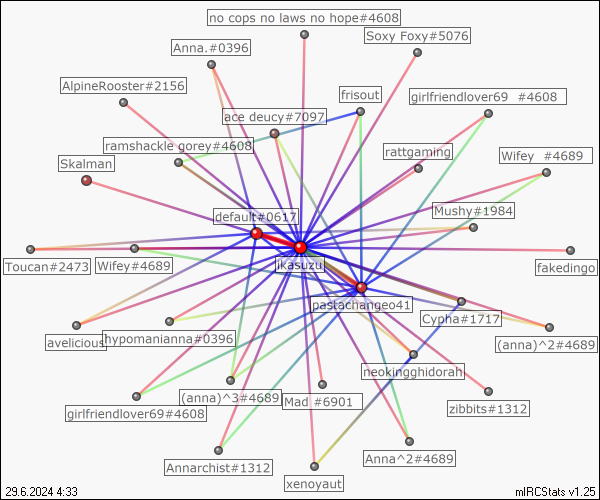 no cops no laws no hope#4608
Soxy Foxy#5076
Anna.#0396
AlpineRooster#2156
frisout
girlfriendlover69 #4608
ace deucy#7097
ramshackle gorey#4608
rattgaming
Wifey #4689
Skalman
Mushy#1984
default#0617
Toucan#2473
Wifey#4689
ikasuzu
fakedingo
pastachangeo41
Cypha#1717
avelicious
hypomanianna#0396
(anna)^2#4689
neokingghidorah
(anna)^3#4689
Mad #6901
zibbits#1312
girlfriendlover69#4608
Anna^2#4689
Annarchist#1312
xenoyaut
29.6.2024 4:33
mIRCStats v1.25